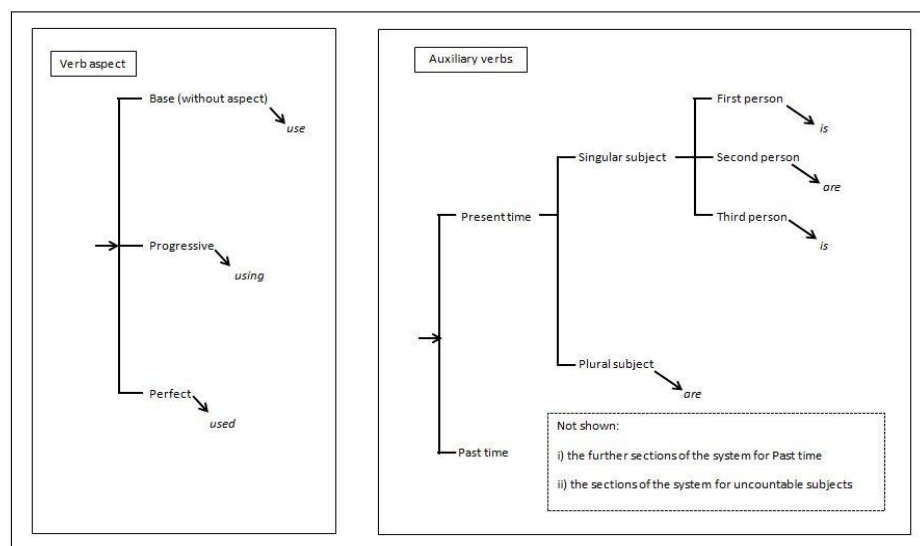 Verb aspect
Base (without aspect)
use
Progressive
using
Perfect
used
Auxiliary verbs
First person
is
Singular subject
Second person
are
Third person
is
Present time
Plural subject
are
Past time
Not shown:
i) the further sections of the system for Past time
ii) the sections of the system for uncountable subjects